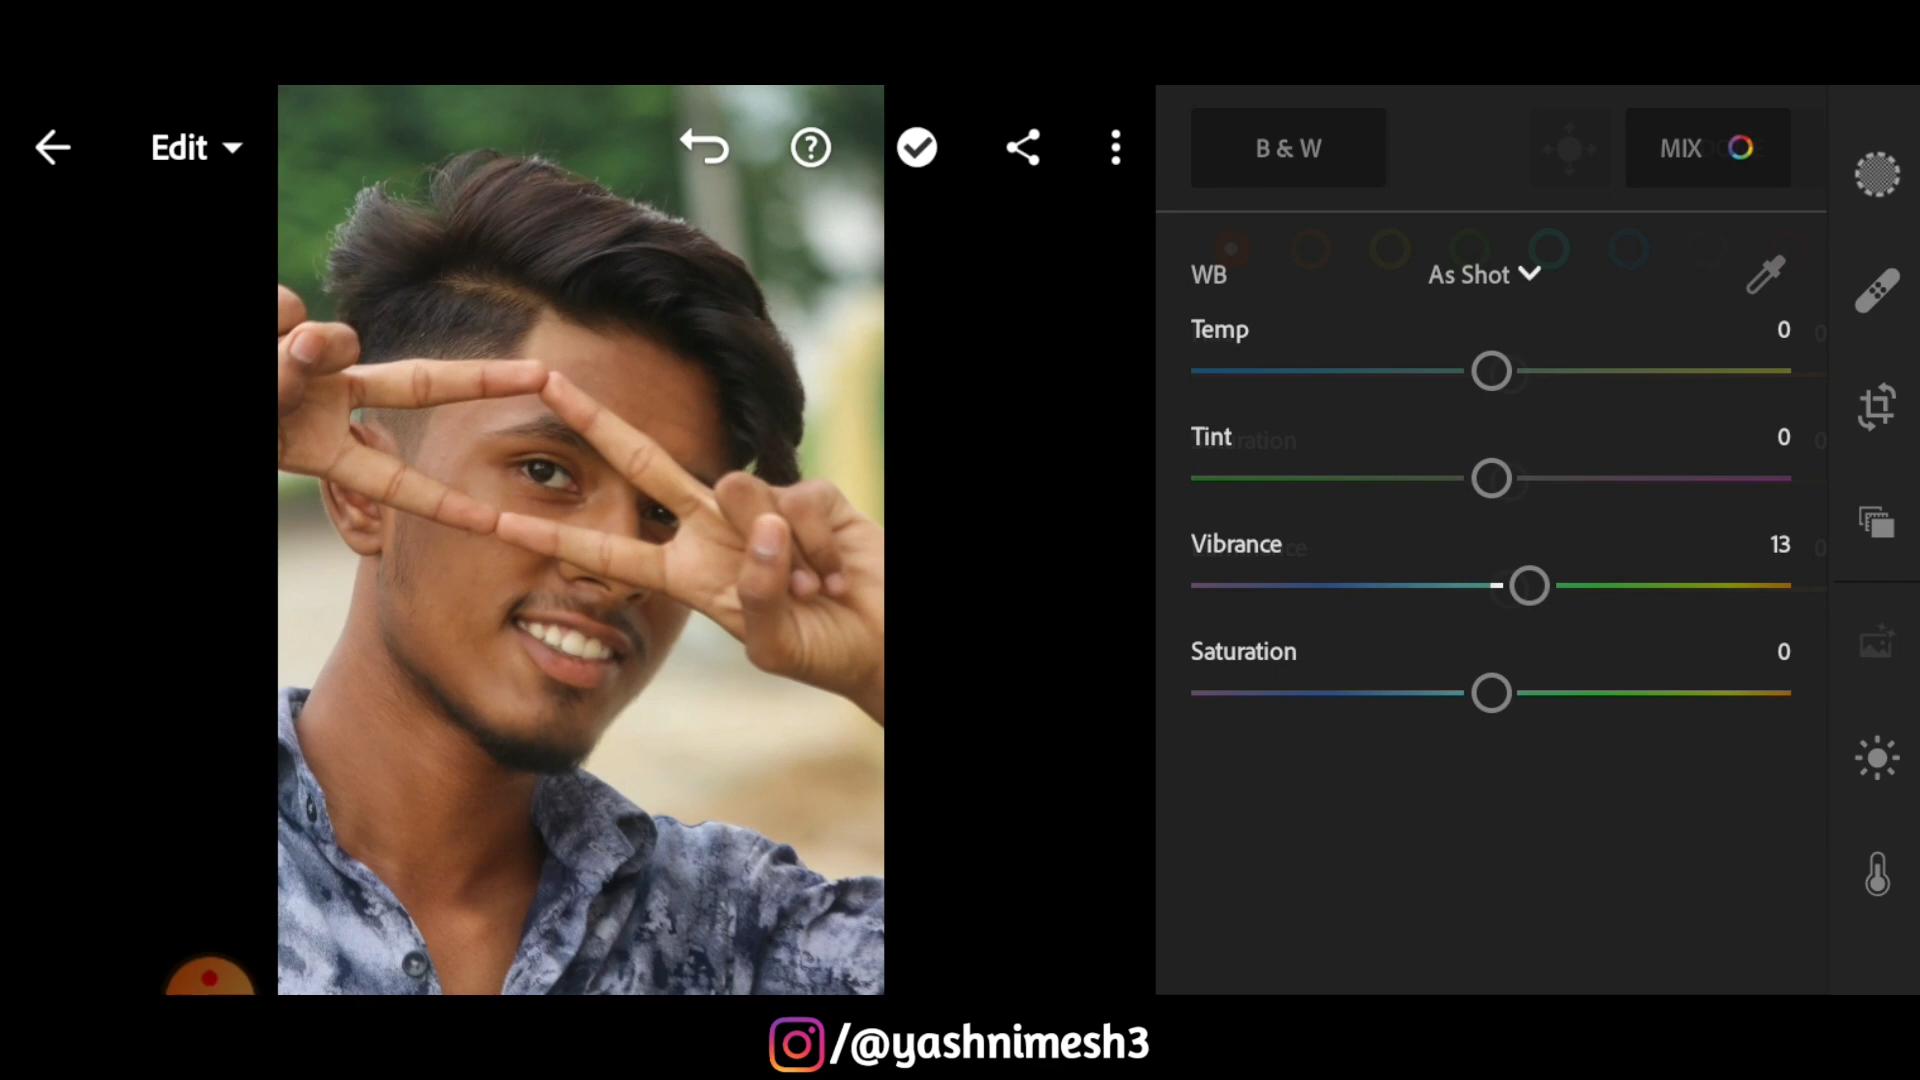 Edit
B & W
MIX
WB
As Shot
Temp
0
Tint
0
Vibrance
13
Saturation
0
/@yashnimesh3